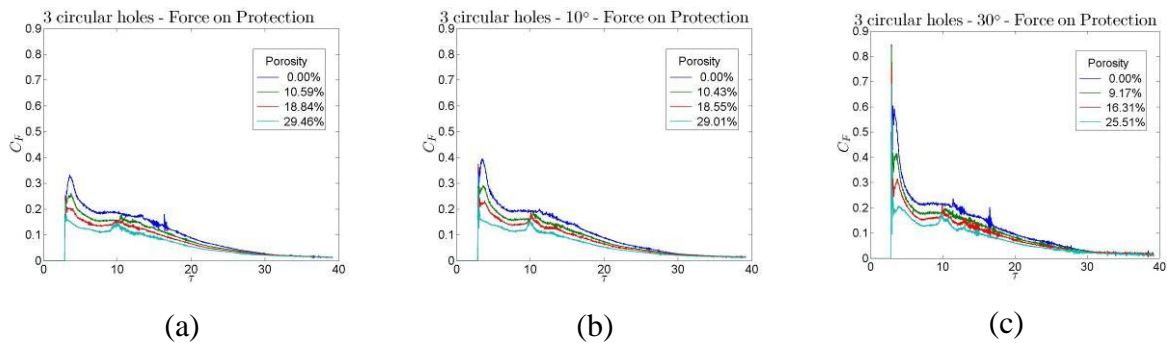 3 circular holes - Force on Protection
0.9
0.8
0.7
0.6
0.5
0.4
0.3
0.2
0.1
0
C_F
Porosity
0.00%
10.59%
18.84%
29.46%
0 10 20 30 40
τ
(a)
3 circular holes - 10° - Force on Protection
0.9
0.8
0.7
0.6
0.5
0.4
0.3
0.2
0.1
0
C_F
Porosity
0.00%
10.43%
18.55%
29.01%
0 10 20 30 40
τ
(b)
3 circular holes - 30° - Force on Protection
0.9
0.8
0.7
0.6
0.5
0.4
0.3
0.2
0.1
0
C_F
Porosity
0.00%
9.17%
16.31%
25.51%
0 10 20 30 40
τ
(c)